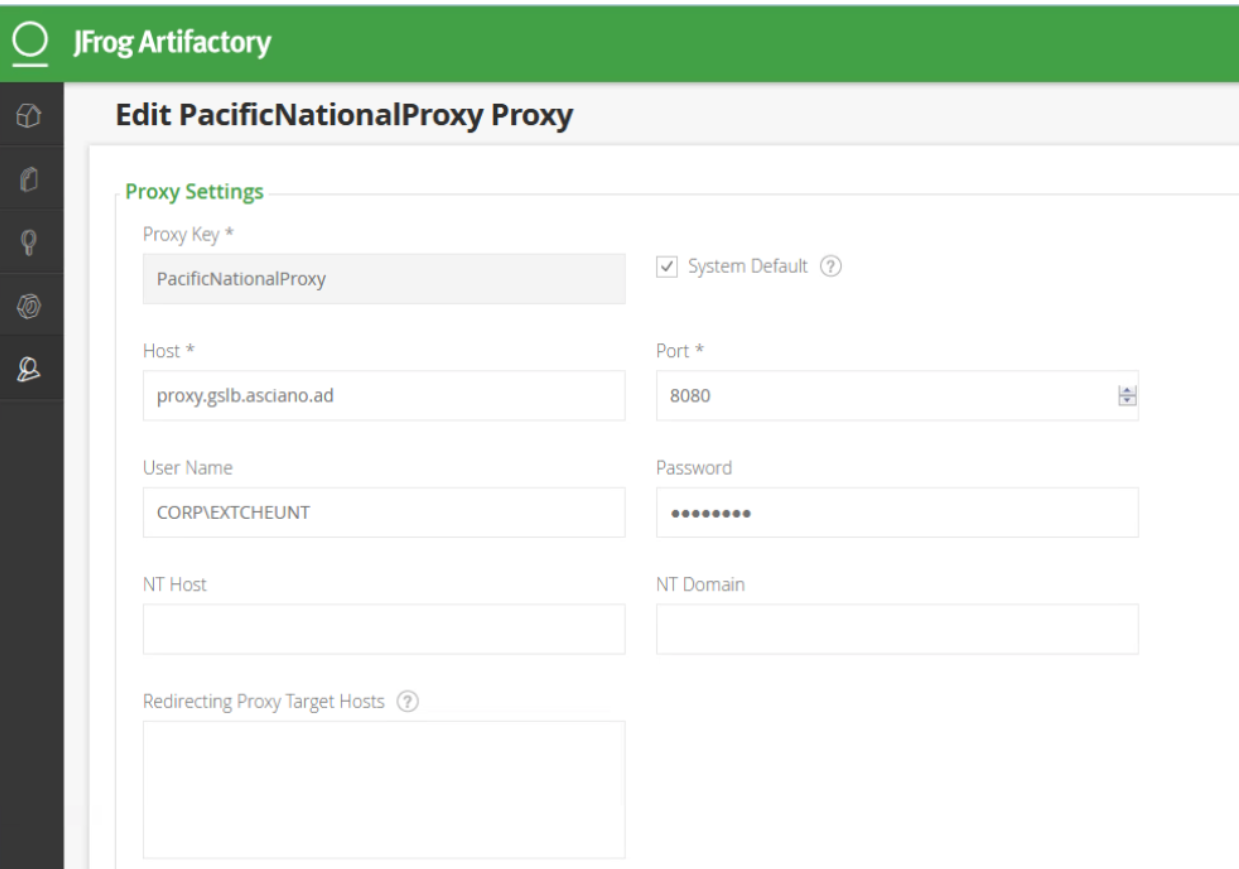 JFrog Artifactory
Edit PacificNationalProxy Proxy
Proxy Settings
Proxy Key *
PacificNationalProxy
System Default ?
Host *
Port *
proxy.gslb.asciano.ad
8080
User Name
Password
CORP\EXTCHEUNT
••••••••
NT Host
NT Domain
Redirecting Proxy Target Hosts ?